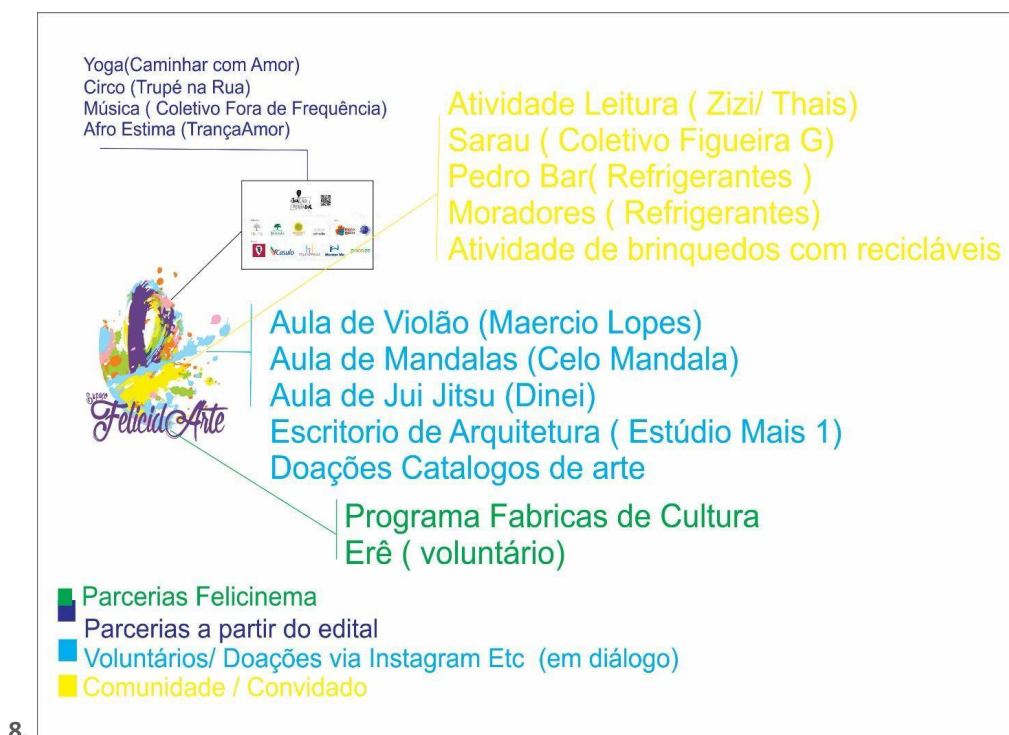 Yoga(Caminhar com Amor)
Circo (Trupé na Rua)
Música ( Coletivo Fora de Frequência)
Afro Estima (TrançaAmor)
Atividade Leitura ( Zizi/ Thais)
Sarau ( Coletivo Figueira G)
Pedro Bar( Refrigerantes )
Moradores ( Refrigerantes)
Atividade de brinquedos com recicláveis
Casulo
Espaço
FelicidArte
Aula de Violão (Maercio Lopes)
Aula de Mandalas (Celo Mandala)
Aula de Jui Jitsu (Dinei)
Escritorio de Arquitetura ( Estúdio Mais 1)
Doações Catalogos de arte
Programa Fabricas de Cultura
Erê ( voluntário)
Parcerias Felicinema
Parcerias a partir do edital
Voluntários/ Doações via Instagram Etc (em diálogo)
Comunidade / Convidado
8